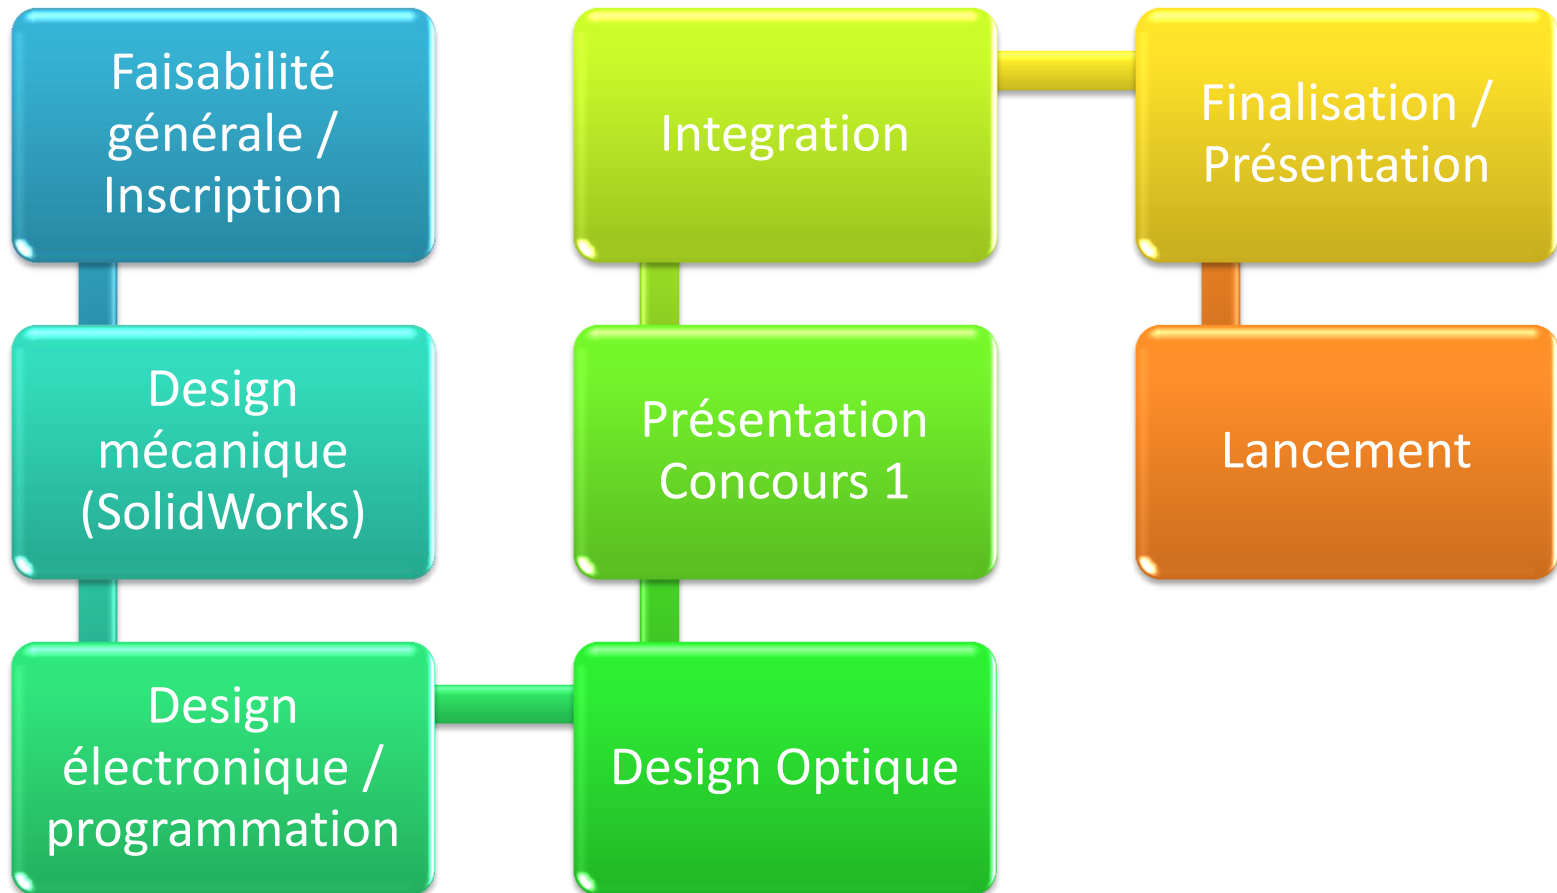 Faisabilité
générale /
Inscription
Design
mécanique
(SolidWorks)
Design
électronique /
programmation
Design Optique
Présentation
Concours 1
Integration
Finalisation /
Présentation
Lancement